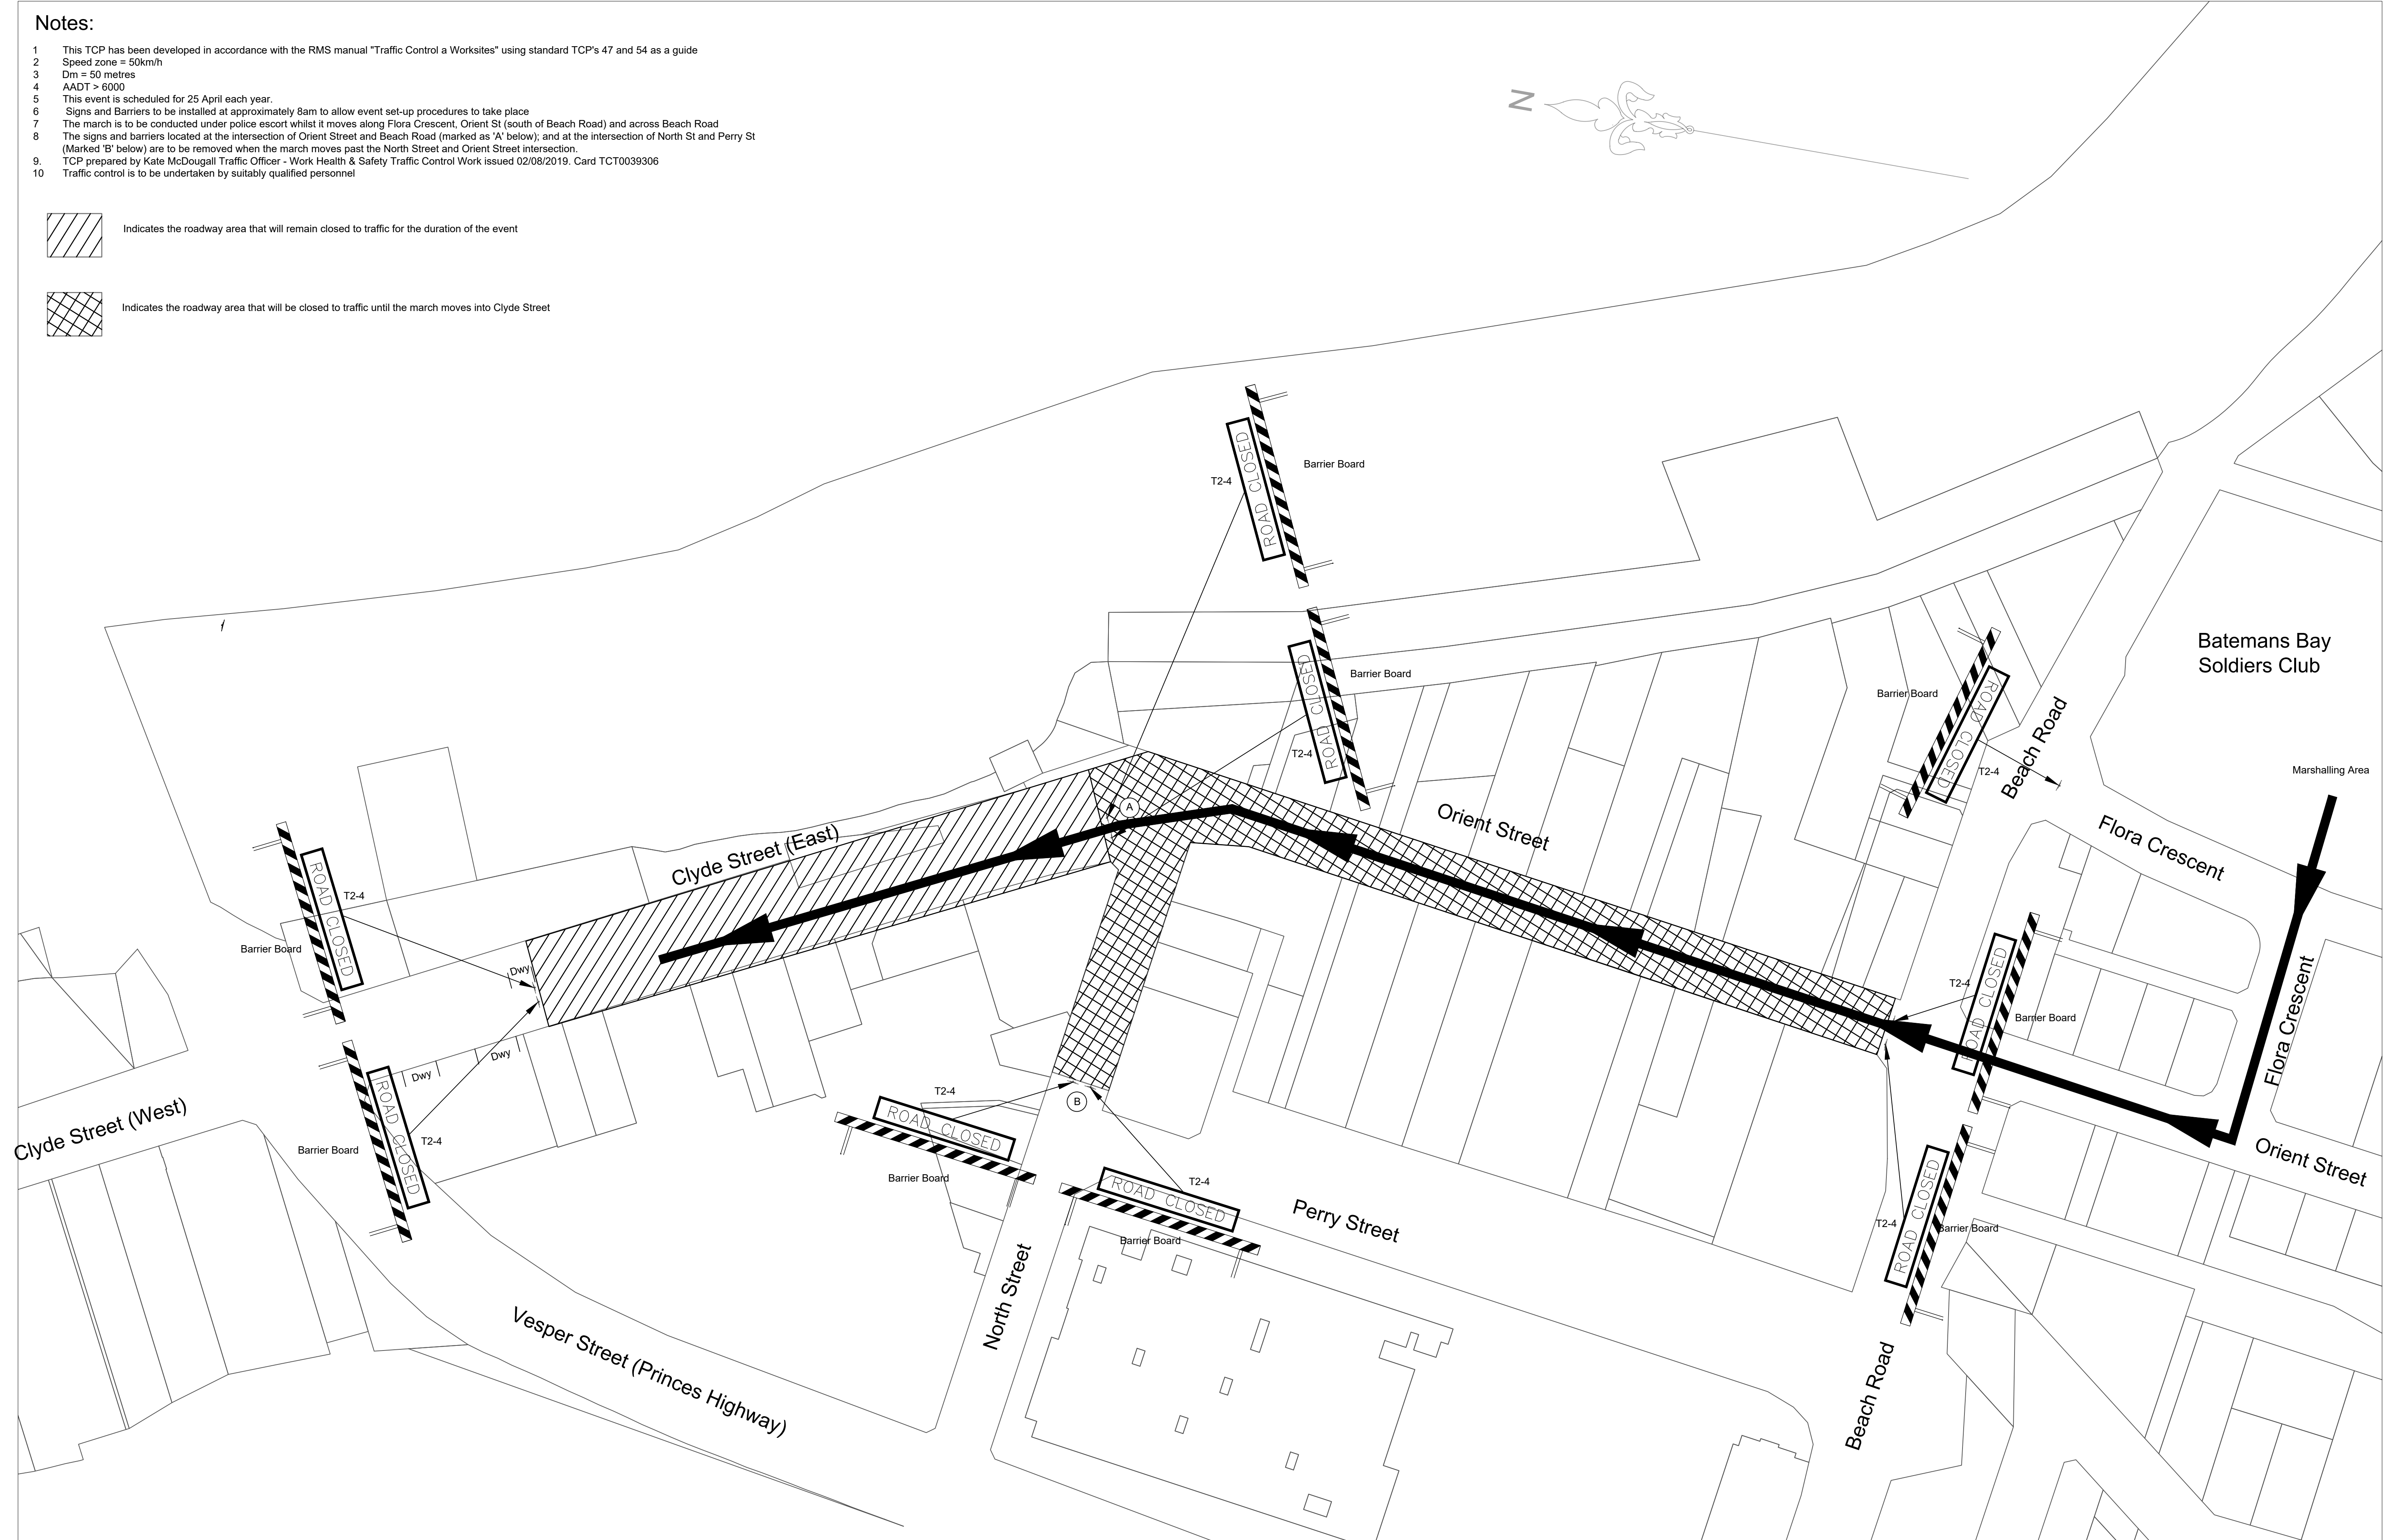 Notes:
1 This TCP has been developed in accordance with the RMS manual "Traffic Control a Worksites" using standard TCP's 47 and 54 as a guide
2 Speed zone = 50km/h
3 Dm = 50 metres
4 AADT > 6000
5 This event is scheduled for 25 April each year.
6 Signs and Barriers to be installed at approximately 8am to allow event set-up procedures to take place
7 The march is to be conducted under police escort whilst it moves along Flora Crescent, Orient St (south of Beach Road) and across Beach Road
8 The signs and barriers located at the intersection of Orient Street and Beach Road (marked as 'A' below); and at the intersection of North St and Perry St
(Marked 'B' below) are to be removed when the march moves past the North Street and Orient Street intersection.
9. TCP prepared by Kate McDougall Traffic Officer - Work Health & Safety Traffic Control Work issued 02/08/2019. Card TCT0039306
10 Traffic control is to be undertaken by suitably qualified personnel
Indicates the roadway area that will remain closed to traffic for the duration of the event
Indicates the roadway area that will be closed to traffic until the march moves into Clyde Street
N
ROAD CLOSED
Barrier Board
T2-4
ROAD CLOSED
Barrier Board
T2-4
Batemans Bay
Soldiers Club
Barrier Board
ROAD CLOSED
T2-4
Beach Road
Marshalling Area
A
Orient Street
Flora Crescent
Clyde Street (East)
ROAD CLOSED
T2-4
Barrier Board
Dwy
ROAD CLOSED
T2-4
Barrier Board
Flora Crescent
Dwy
Dwy
Clyde Street (West)
ROAD CLOSED
T2-4
Barrier Board
T2-4
ROAD CLOSED
Barrier Board
B
T2-4
ROAD CLOSED
Barrier Board
Perry Street
ROAD CLOSED
T2-4
Barrier Board
Orient Street
North Street
Vesper Street (Princes Highway)
Beach Road